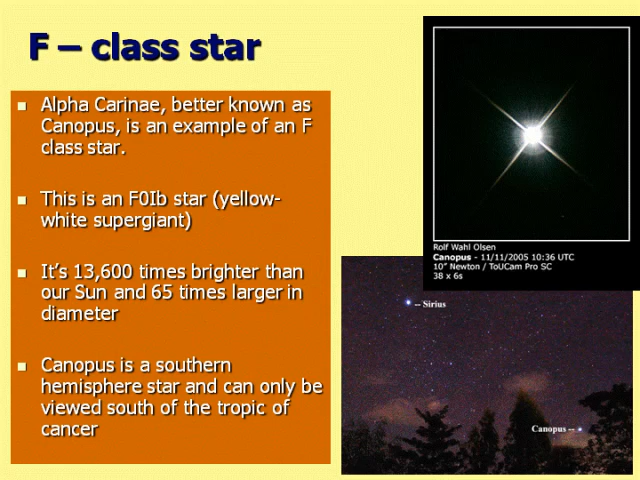 F – class star
Alpha Carinae, better known as
Canopus, is an example of an F
class star.
This is an F0Ib star (yellow-
white supergiant)
It's 13,600 times brighter than
our Sun and 65 times larger in
diameter
Canopus is a southern
hemisphere star and can only be
viewed south of the tropic of
cancer
Rolf Wahl Olsen
Canopus - 11/11/2005 10:36 UTC
10" Newton / ToUCam Pro SC
38 x 6s
-- Sirius
Canopus --